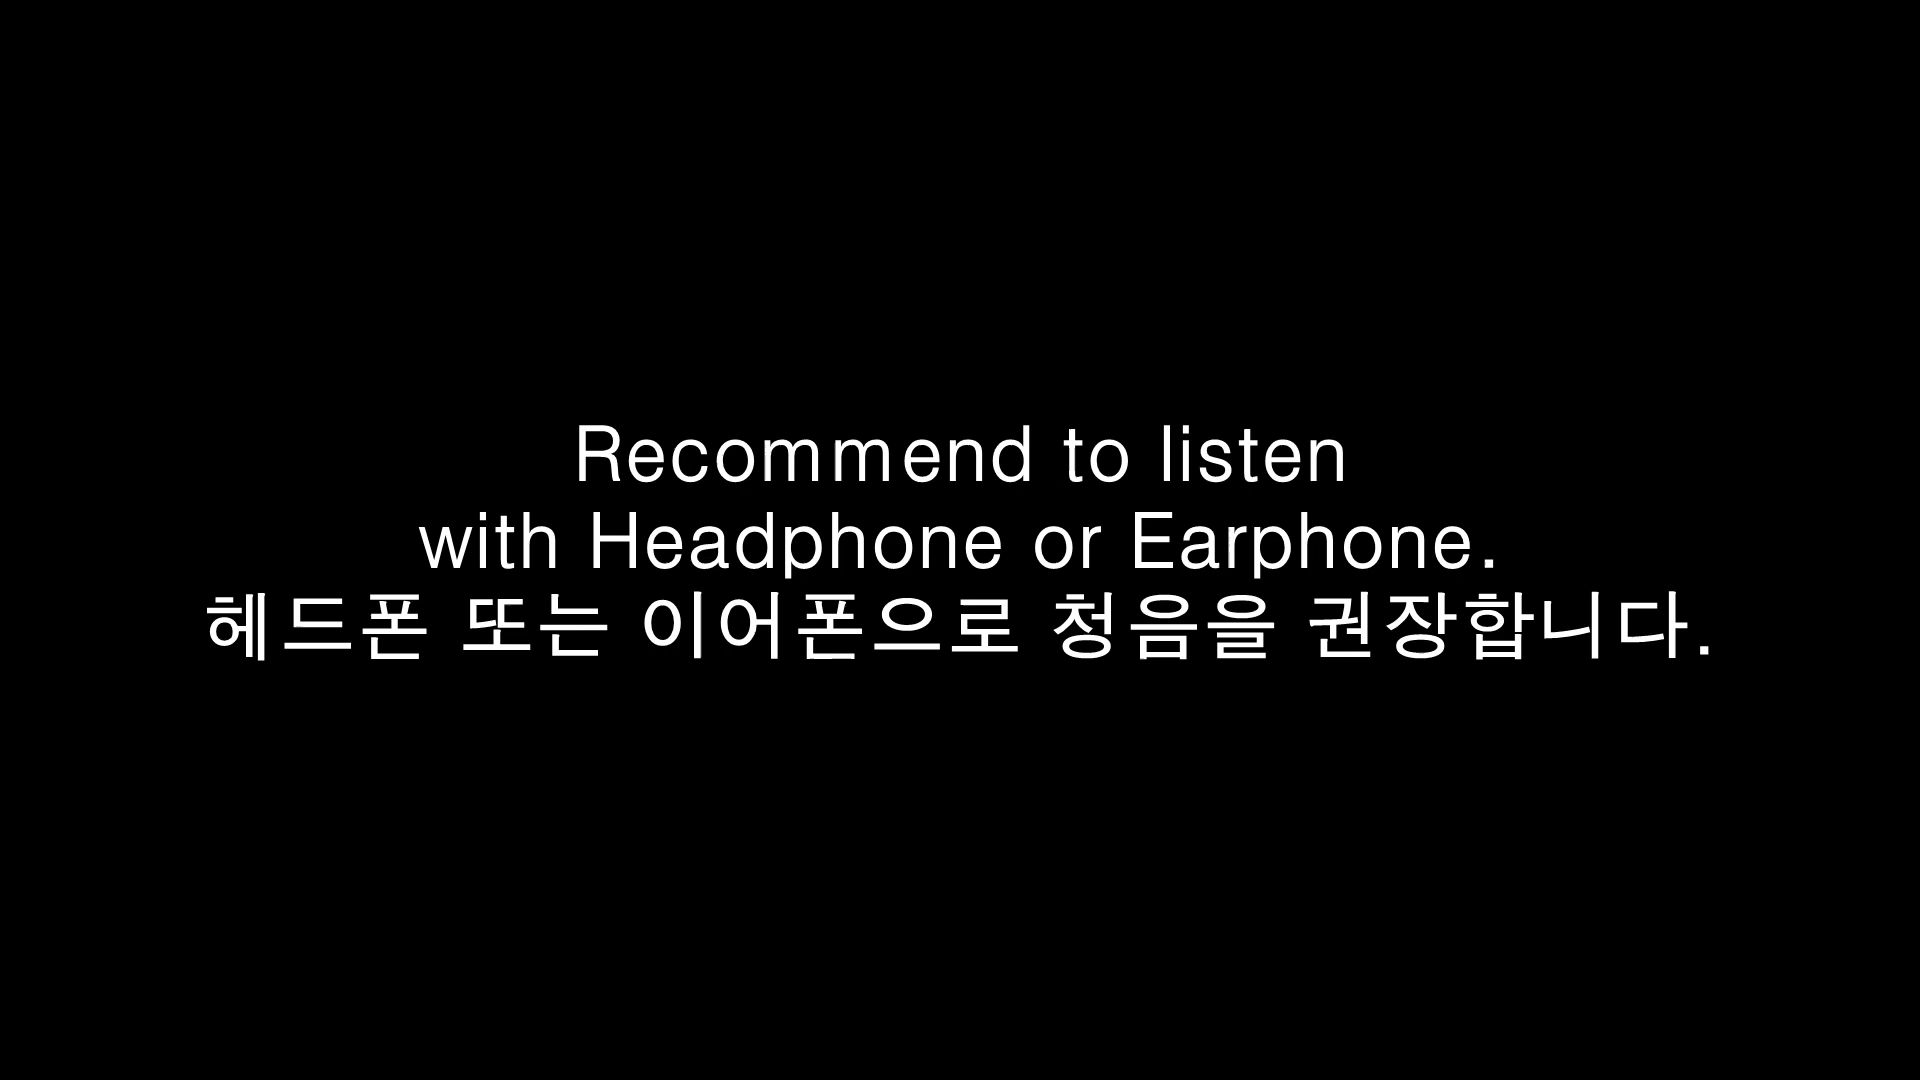 Recommend to listen
with Headphone or Earphone.
헤드폰 또는 이어폰으로 청음을 권장합니다.